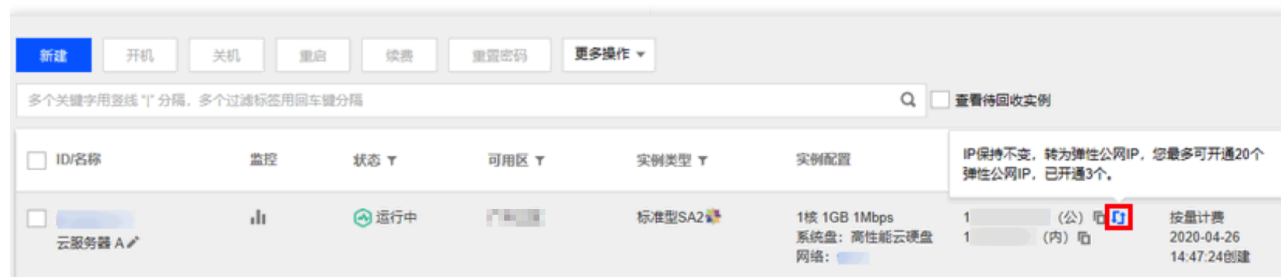 新建 开机 关机 重启 续费 重置密码 更多操作
多个关键字用竖线 "|" 分隔，多个过滤标签用回车键分隔 查看待回收实例
IP保持不变，转为弹性公网IP，您最多可开通20个
弹性公网IP，已开通3个。
ID/名称 监控 状态 可用区 实例类型 实例配置
运行中 标准型SA2 1核 1GB 1Mbps 1 (公) 按量计费
云服务器 A 系统盘：高性能云硬盘 1 (内) 2020-04-26
网络： 14:47:24创建